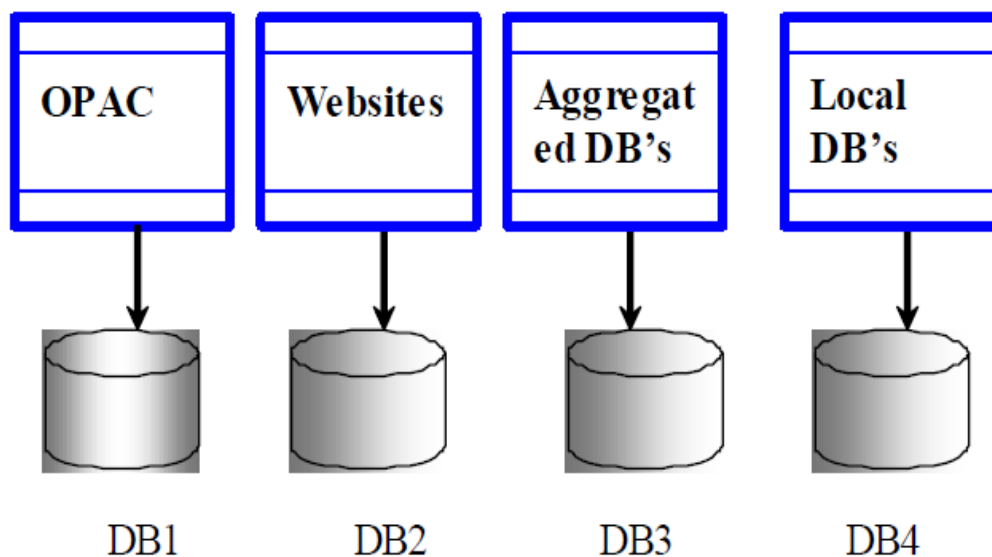 OPAC
Websites
Aggregat
ed DB’s
Local
DB’s
DB1
DB2
DB3
DB4